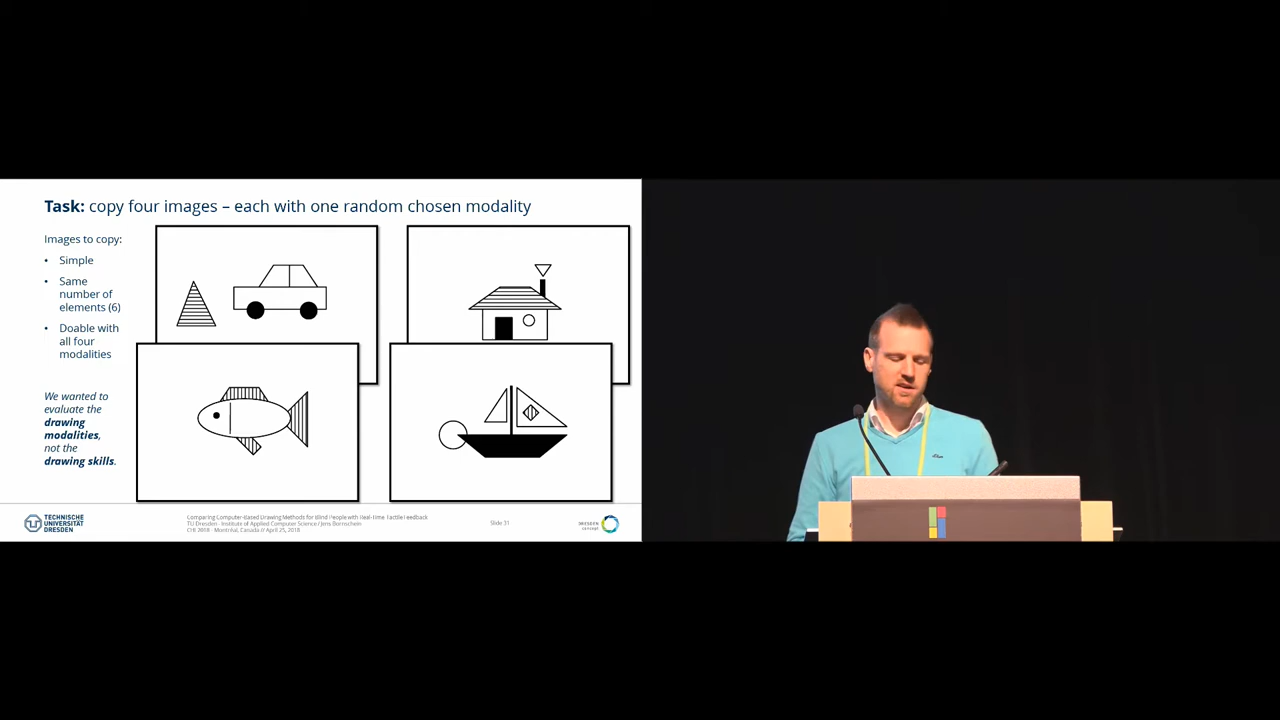 Task: copy four images – each with one random chosen modality
Images to copy:
• Simple
• Same
number of
elements (6)
• Doable with
all four
modalities
We wanted to
evaluate the
drawing
modalities,
not the
drawing skills.
TECHNISCHE
UNIVERSITÄT
DRESDEN
Comparing Computer-Based Drawing Methods for Blind People with Real-Time Tactile Feedback
TU Dresden - Institute of Applied Computer Science / Jens Bornschein
CHI 2018 - Montréal, Canada // April 25, 2018
Slide 31
DRESDEN
concept